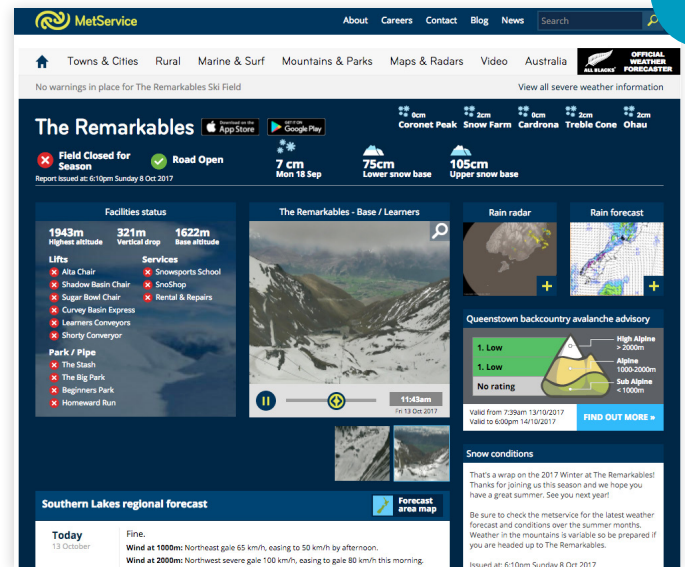 MetService
About Careers Contact Blog News Search
Towns & Cities Rural Marine & Surf Mountains & Parks Maps & Radars Video Australia
ALL BLACKS
OFFICIAL
WEATHER
FORECASTER
No warnings in place for The Remarkables Ski Field
View all severe weather information
The Remarkables
Download on the
App Store
GET IT ON
Google Play
0cm
Coronet Peak
2cm
Snow Farm
0cm
Cardrona
2cm
Treble Cone
2cm
Ohau
Field Closed for
Season
Road Open
7 cm
Mon 18 Sep
75cm
Lower snow base
105cm
Upper snow base
Report issued at: 6:10pm Sunday 8 Oct 2017
Facilities status
1943m
Highest altitude
321m
Vertical drop
1622m
Base altitude
Lifts
Alta Chair
Shadow Basin Chair
Sugar Bowl Chair
Curvey Basin Express
Learners Conveyors
Shorty Converyor
Services
Snowsports School
SnoShop
Rental & Repairs
Park / Pipe
The Stash
The Big Park
Beginners Park
Homeward Run
The Remarkables - Base / Learners
11:43am
Fri 13 Oct 2017
Rain radar
Rain forecast
Queenstown backcountry avalanche advisory
1. Low
1. Low
No rating
High Alpine
> 2000m
Alpine
1000-2000m
Sub Alpine
< 1000m
Valid from 7:39am 13/10/2017
Valid to 6:00pm 14/10/2017
FIND OUT MORE »
Snow conditions
That's a wrap on the 2017 Winter at The Remarkables!
Thanks for joining us this season and we hope you
have a great summer. See you next year!
Be sure to check the metservice for the latest weather
forecast and conditions over the summer months.
Weather in the mountains is variable so be prepared if
you are headed up to The Remarkables.
Issued at: 6:10pm Sunday 8 Oct 2017
Southern Lakes regional forecast
Forecast
area map
Today
13 October
Fine.
Wind at 1000m: Northeast gale 65 km/h, easing to 50 km/h by afternoon.
Wind at 2000m: Northwest severe gale 100 km/h, easing to gale 80 km/h this morning.